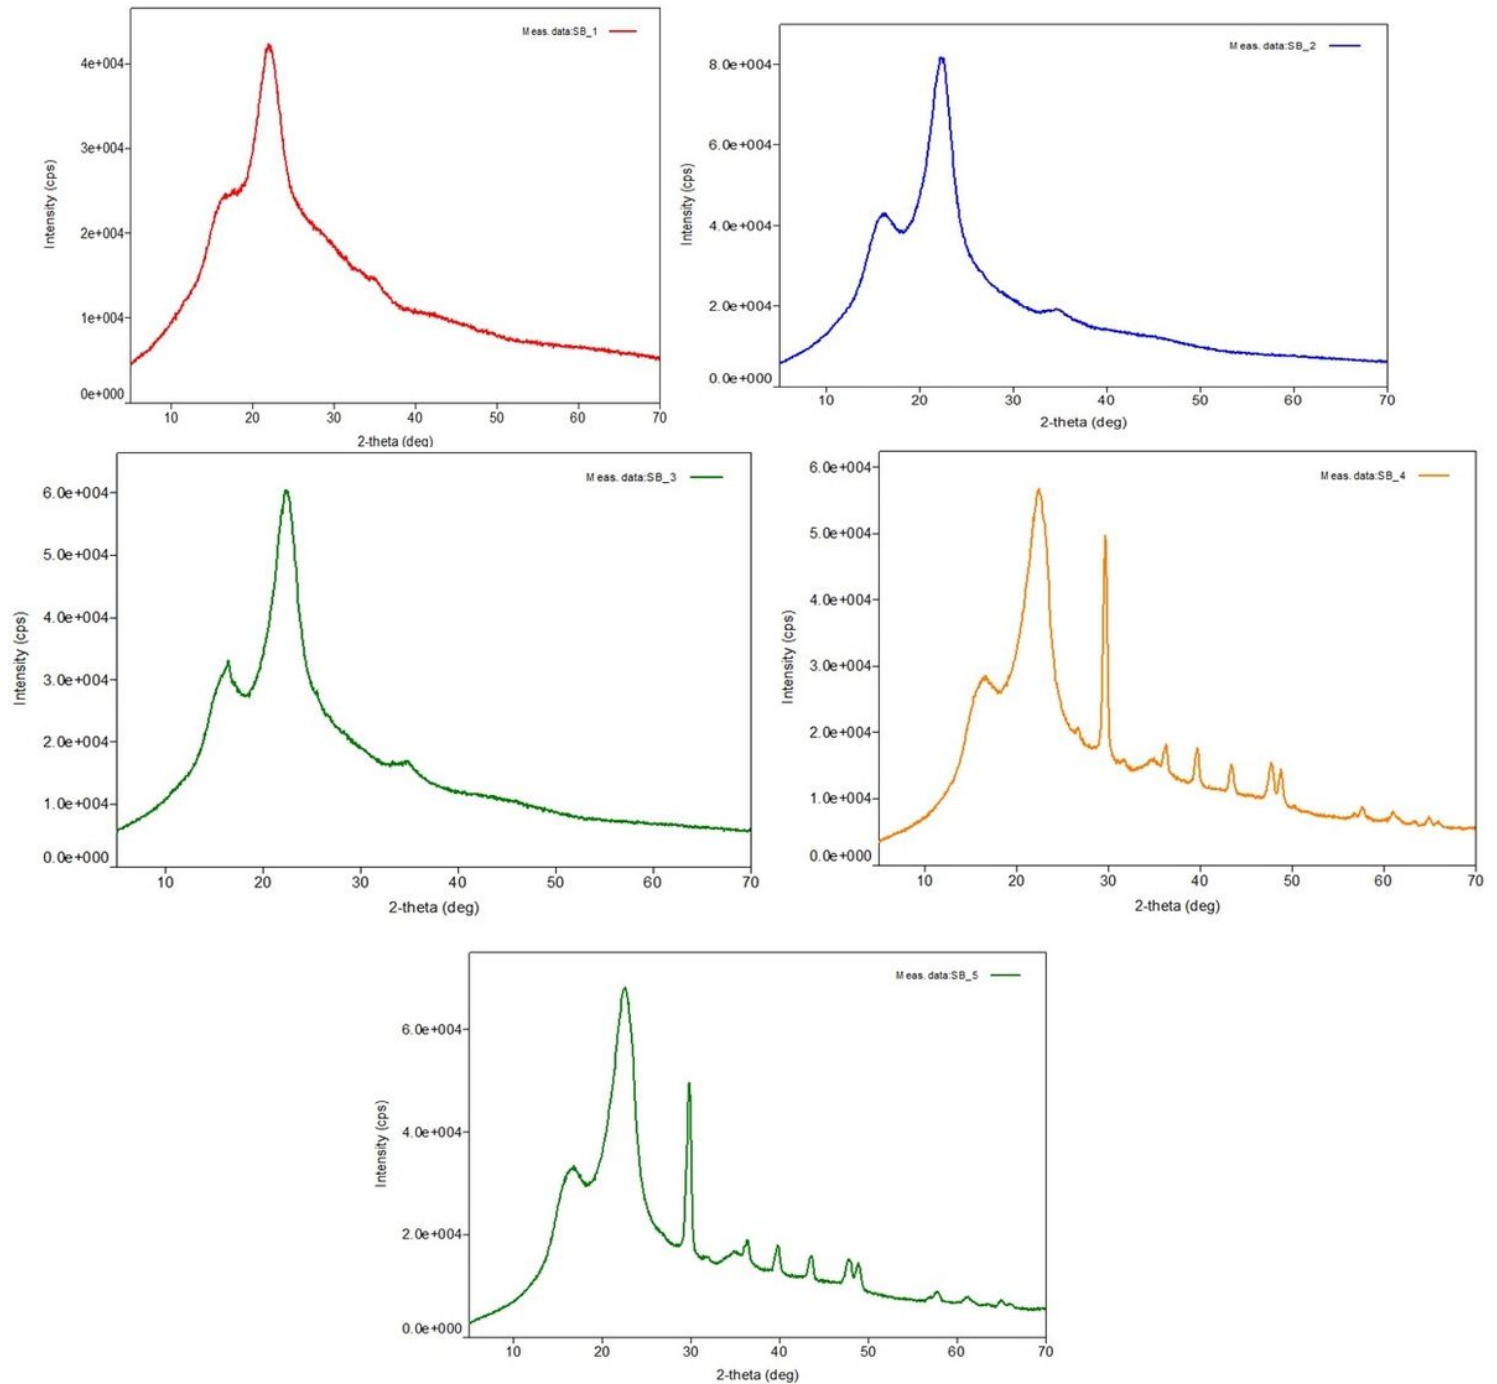 Meas. data:SB_1
4e+004
3e+004
2e+004
1e+004
0e+000
Intensity (cps)
10 20 30 40 50 60 70
2-theta (deg)
Meas. data:SB_2
8.0e+004
6.0e+004
4.0e+004
2.0e+004
0.0e+000
Intensity (cps)
10 20 30 40 50 60 70
2-theta (deg)
Meas. data:SB_3
6.0e+004
5.0e+004
4.0e+004
3.0e+004
2.0e+004
1.0e+004
0.0e+000
Intensity (cps)
10 20 30 40 50 60 70
2-theta (deg)
Meas. data:SB_4
6.0e+004
5.0e+004
4.0e+004
3.0e+004
2.0e+004
1.0e+004
0.0e+000
Intensity (cps)
10 20 30 40 50 60 70
2-theta (deg)
Meas. data:SB_5
6.0e+004
4.0e+004
2.0e+004
0.0e+000
Intensity (cps)
10 20 30 40 50 60 70
2-theta (deg)